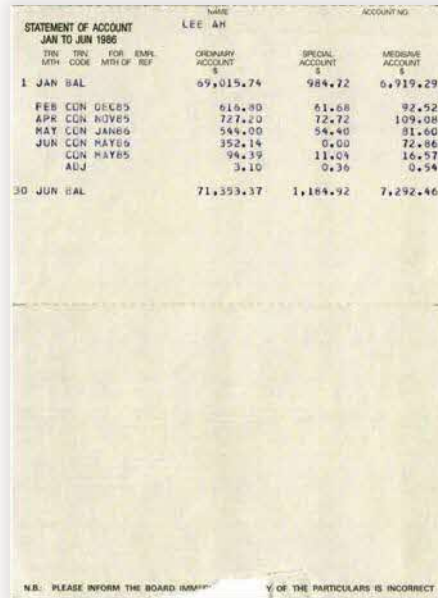 NAME ACCOUNT NO.
STATEMENT OF ACCOUNT LEE AH
JAN TO JUN 1986
TRN TRN FOR EMPL ORDINARY SPECIAL MEDISAVE
MTH CODE MTH OF REF ACCOUNT ACCOUNT ACCOUNT
$ $ $
1 JAN BAL 69,015.74 984.72 6,919.29
FEB CON DEC85 616.80 61.68 92.52
APR CON NOV85 727.20 72.72 109.08
MAY CON JAN86 544.00 54.40 81.60
JUN CON MAY86 352.14 0.00 72.86
CON MAY85 94.39 11.04 16.57
ADJ 3.10 0.36 0.54
30 JUN BAL 71,353.37 1,184.92 7,292.46
N.B.: PLEASE INFORM THE BOARD OF THE PARTICULARS IS INCORRECT